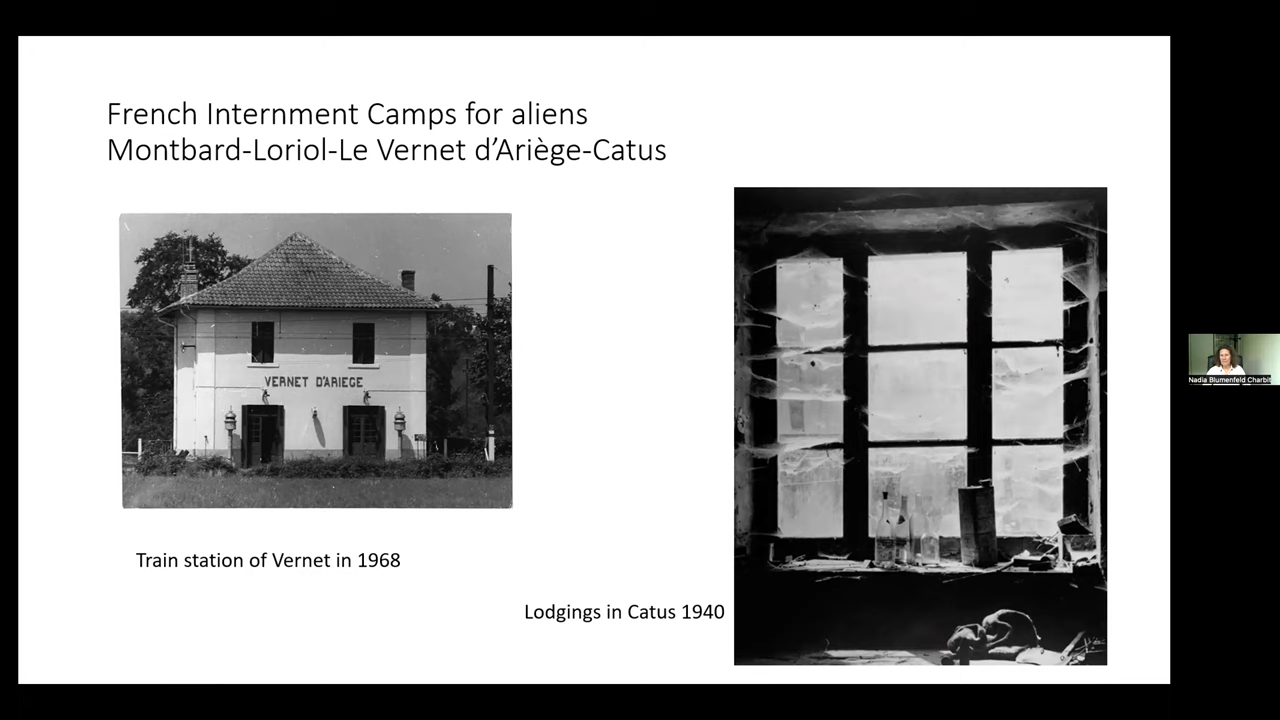 French Internment Camps for aliens
Montbard-Loriol-Le Vernet d’Ariège-Catus
VERNET D'ARIEGE
Train station of Vernet in 1968
Lodgings in Catus 1940
Nadia Blumenfeld Charbit